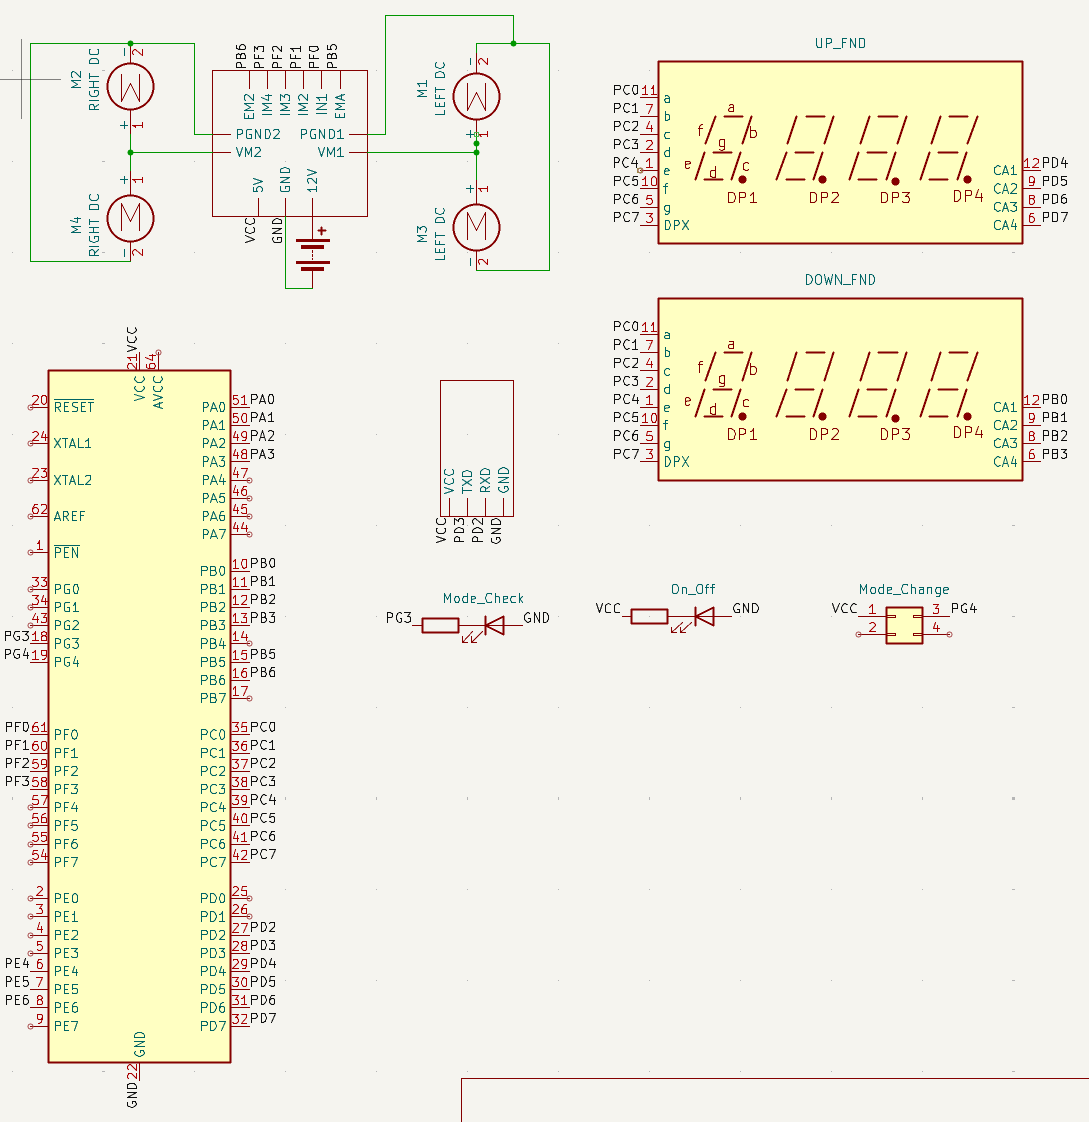 M2
RIGHT DC
-
2
+
1
M4
RIGHT DC
+
1
-
2
PB6
PF3
PF2
PF1
PF0
PB5
EM2
IM4
IM3
IM2
IN1
EMA
PGND2
PGND1
VM2
VM1
5V
GND
12V
VCC
GND
+
M1
LEFT DC
-
2
+
1
M3
LEFT DC
+
1
-
2
UP_FND
PC0 11 a
PC1 7 b
PC2 4 c
PC3 2 d
PC4 1 e
PC5 10 f
PC6 5 g
PC7 3 DPX
a
f
b
g
e
c
d
DP1
DP2
DP3
DP4
CA1 12 PD4
CA2 9 PD5
CA3 8 PD6
CA4 6 PD7
DOWN_FND
PC0 11 a
PC1 7 b
PC2 4 c
PC3 2 d
PC4 1 e
PC5 10 f
PC6 5 g
PC7 3 DPX
a
f
b
g
e
c
d
DP1
DP2
DP3
DP4
CA1 12 PB0
CA2 9 PB1
CA3 8 PB2
CA4 6 PB3
VCC
21
64
VCC
AVCC
20 RESET
24 XTAL1
23 XTAL2
62 AREF
1 PEN
33 PG0
34 PG1
43 PG2
PG3 18 PG3
PG4 19 PG4
PF0 61 PF0
PF1 60 PF1
PF2 59 PF2
PF3 58 PF3
57 PF4
56 PF5
55 PF6
54 PF7
2 PE0
3 PE1
4 PE2
5 PE3
PE4 6 PE4
PE5 7 PE5
PE6 8 PE6
9 PE7
PA0 51 PA0
PA1 50 PA1
PA2 49 PA2
PA3 48 PA3
PA4 47
PA5 46
PA6 45
PA7 44
PB0 10 PB0
PB1 11 PB1
PB2 12 PB2
PB3 13 PB3
PB4 14
PB5 15 PB5
PB6 16 PB6
PB7 17
PC0 35 PC0
PC1 36 PC1
PC2 37 PC2
PC3 38 PC3
PC4 39 PC4
PC5 40 PC5
PC6 41 PC6
PC7 42 PC7
PD0 25
PD1 26
PD2 27 PD2
PD3 28 PD3
PD4 29 PD4
PD5 30 PD5
PD6 31 PD6
PD7 32 PD7
GND
22
GND
VCC
TXD
RXD
GND
VCC
PD3
PD2
GND
Mode_Check
PG3
GND
On_Off
VCC
GND
Mode_Change
VCC 1
3 PG4
2
4